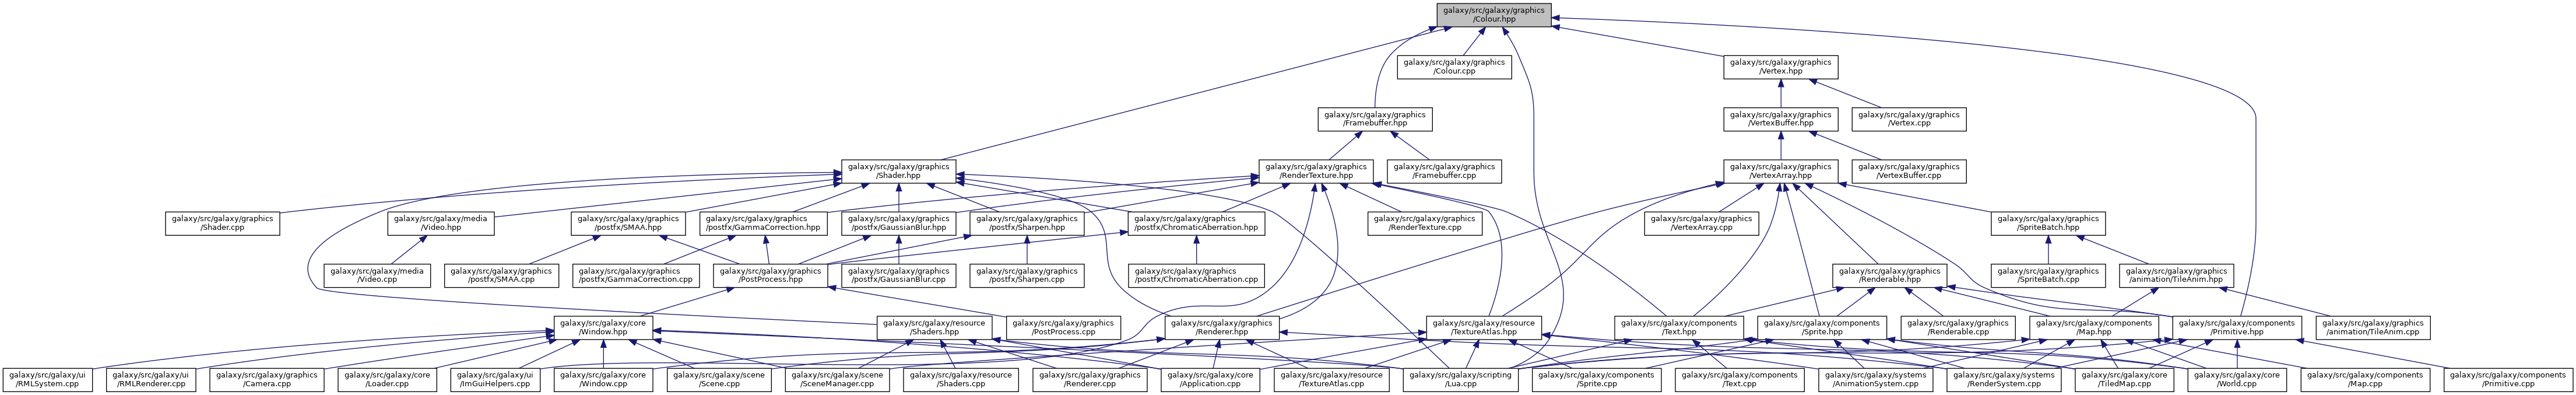 galaxy/src/galaxy/graphics
/Colour.hpp
galaxy/src/galaxy/graphics
/Colour.cpp
galaxy/src/galaxy/graphics
/Vertex.hpp
galaxy/src/galaxy/graphics
/Framebuffer.hpp
galaxy/src/galaxy/graphics
/VertexBuffer.hpp
galaxy/src/galaxy/graphics
/Vertex.cpp
galaxy/src/galaxy/graphics
/Shader.hpp
galaxy/src/galaxy/graphics
/RenderTexture.hpp
galaxy/src/galaxy/graphics
/Framebuffer.cpp
galaxy/src/galaxy/graphics
/VertexArray.hpp
galaxy/src/galaxy/graphics
/VertexBuffer.cpp
galaxy/src/galaxy/graphics
/Shader.cpp
galaxy/src/galaxy/media
/Video.hpp
galaxy/src/galaxy/graphics
/postfx/SMAA.hpp
galaxy/src/galaxy/graphics
/postfx/GammaCorrection.hpp
galaxy/src/galaxy/graphics
/postfx/GaussianBlur.hpp
galaxy/src/galaxy/graphics
/postfx/Sharpen.hpp
galaxy/src/galaxy/graphics
/postfx/ChromaticAberration.hpp
galaxy/src/galaxy/graphics
/RenderTexture.cpp
galaxy/src/galaxy/graphics
/VertexArray.cpp
galaxy/src/galaxy/graphics
/SpriteBatch.hpp
galaxy/src/galaxy/media
/Video.cpp
galaxy/src/galaxy/graphics
/postfx/SMAA.cpp
galaxy/src/galaxy/graphics
/postfx/GammaCorrection.cpp
galaxy/src/galaxy/graphics
/PostProcess.hpp
galaxy/src/galaxy/graphics
/postfx/GaussianBlur.cpp
galaxy/src/galaxy/graphics
/postfx/Sharpen.cpp
galaxy/src/galaxy/graphics
/postfx/ChromaticAberration.cpp
galaxy/src/galaxy/graphics
/Renderable.hpp
galaxy/src/galaxy/graphics
/SpriteBatch.cpp
galaxy/src/galaxy/graphics
/animation/TileAnim.hpp
galaxy/src/galaxy/core
/Window.hpp
galaxy/src/galaxy/resource
/Shaders.hpp
galaxy/src/galaxy/graphics
/PostProcess.cpp
galaxy/src/galaxy/graphics
/Renderer.hpp
galaxy/src/galaxy/resource
/TextureAtlas.hpp
galaxy/src/galaxy/components
/Text.hpp
galaxy/src/galaxy/components
/Sprite.hpp
galaxy/src/galaxy/graphics
/Renderable.cpp
galaxy/src/galaxy/components
/Map.hpp
galaxy/src/galaxy/components
/Primitive.hpp
galaxy/src/galaxy/graphics
/animation/TileAnim.cpp
galaxy/src/galaxy/ui
/RMLSystem.cpp
galaxy/src/galaxy/ui
/RMLRenderer.cpp
galaxy/src/galaxy/graphics
/Camera.cpp
galaxy/src/galaxy/core
/Loader.cpp
galaxy/src/galaxy/ui
/ImGuiHelpers.cpp
galaxy/src/galaxy/core
/Window.cpp
galaxy/src/galaxy/scene
/Scene.cpp
galaxy/src/galaxy/scene
/SceneManager.cpp
galaxy/src/galaxy/resource
/Shaders.cpp
galaxy/src/galaxy/graphics
/Renderer.cpp
galaxy/src/galaxy/core
/Application.cpp
galaxy/src/galaxy/resource
/TextureAtlas.cpp
galaxy/src/galaxy/scripting
/Lua.cpp
galaxy/src/galaxy/components
/Sprite.cpp
galaxy/src/galaxy/components
/Text.cpp
galaxy/src/galaxy/systems
/AnimationSystem.cpp
galaxy/src/galaxy/systems
/RenderSystem.cpp
galaxy/src/galaxy/core
/TiledMap.cpp
galaxy/src/galaxy/core
/World.cpp
galaxy/src/galaxy/components
/Map.cpp
galaxy/src/galaxy/components
/Primitive.cpp